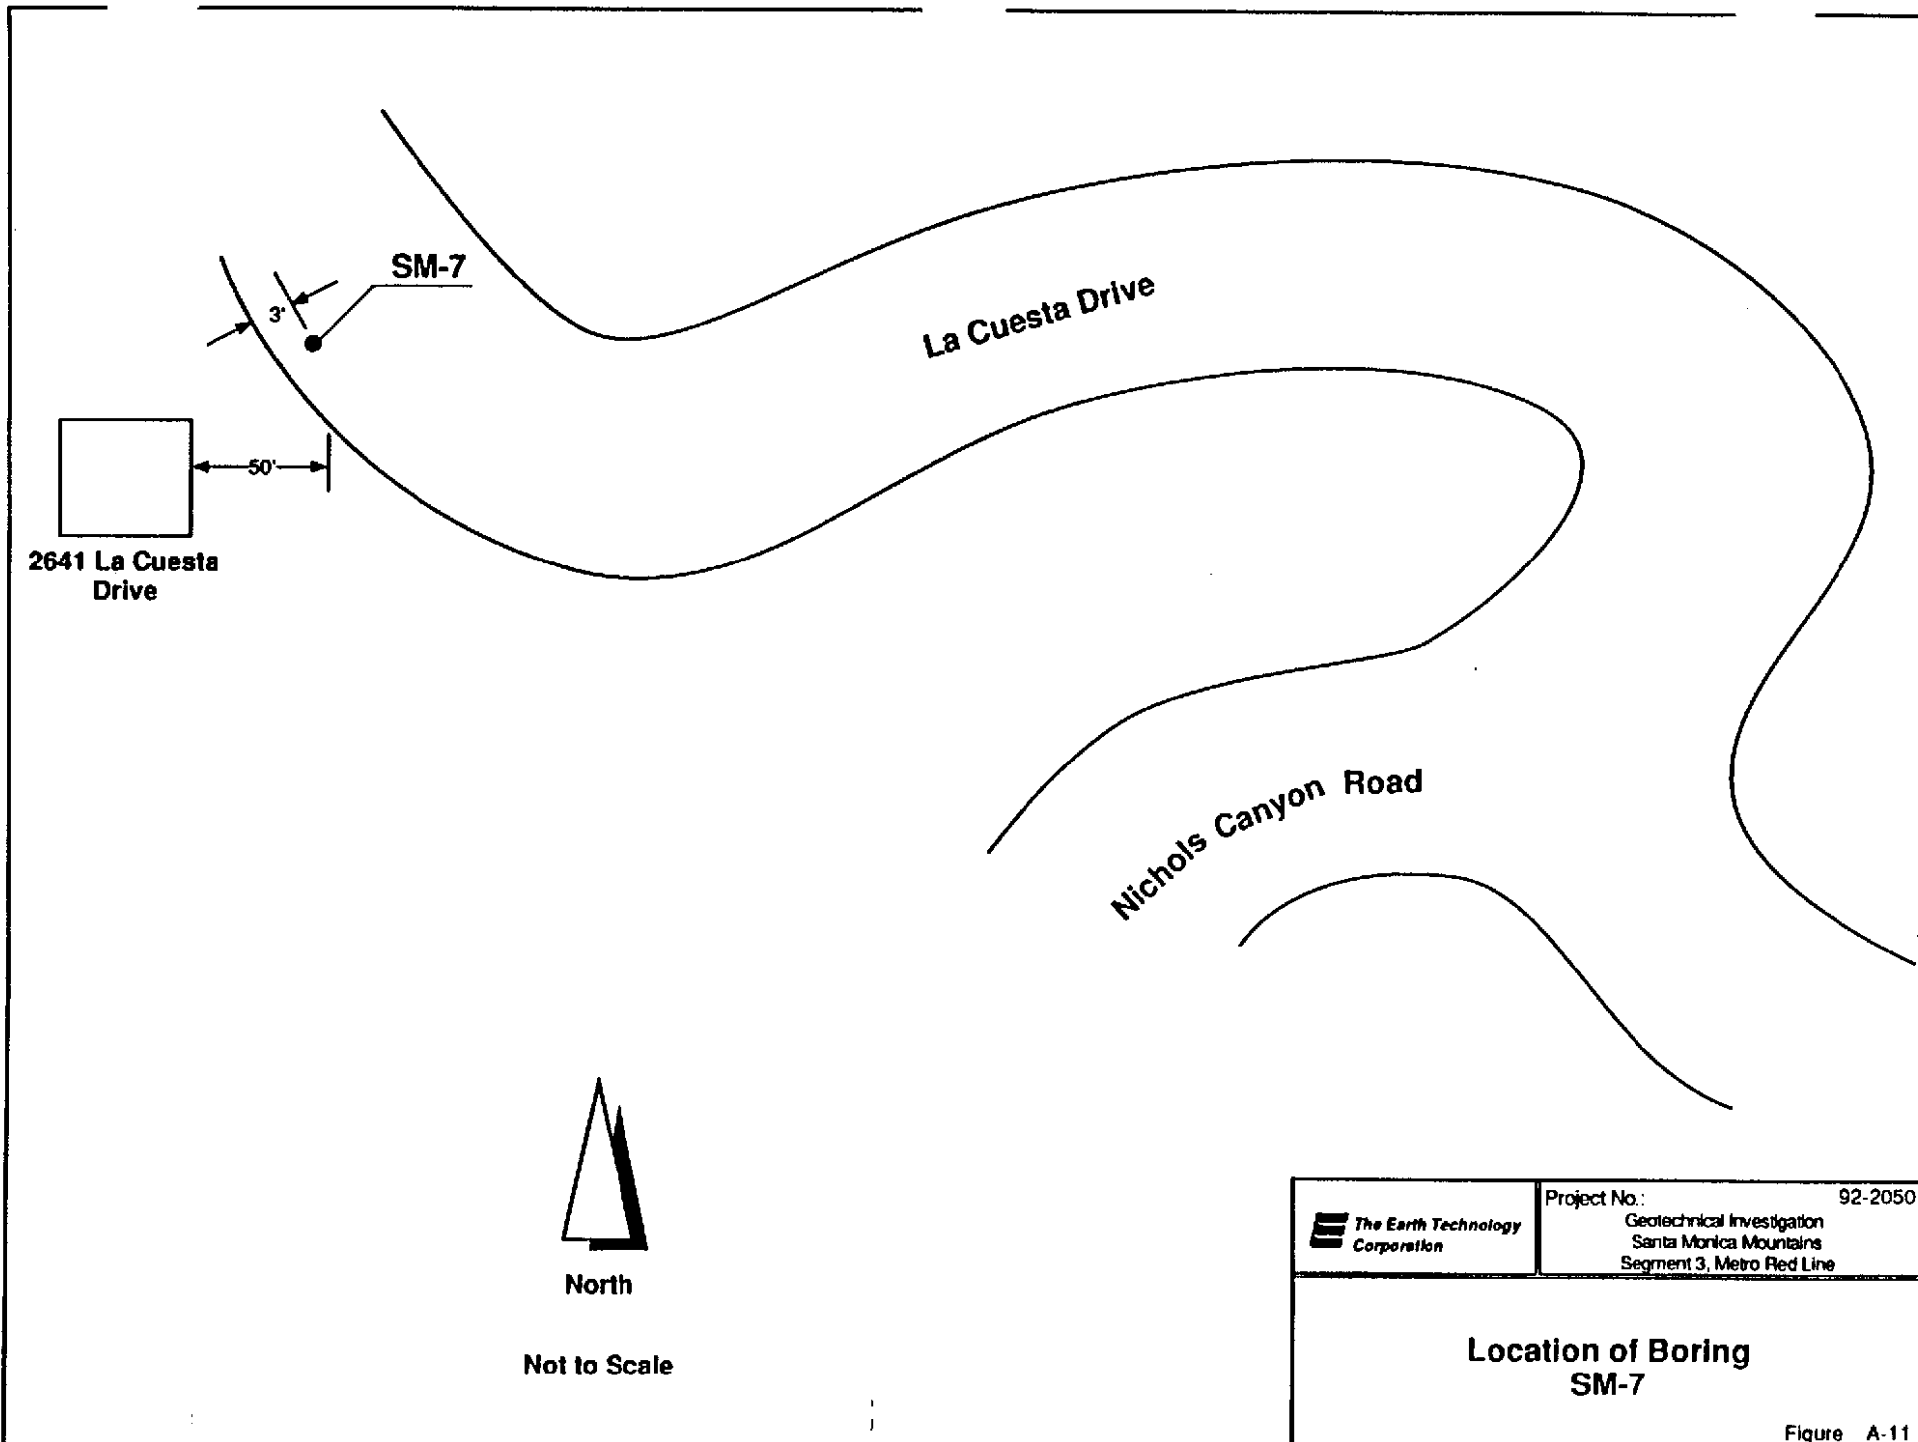 SM-7
3'
La Cuesta Drive
50'
2641 La Cuesta
Drive
Nichols Canyon Road
North
Not to Scale
The Earth Technology
Corporation
Project No.: 92-2050
Geotechnical Investigation
Santa Monica Mountains
Segment 3, Metro Red Line
Location of Boring
SM-7
Figure A-11